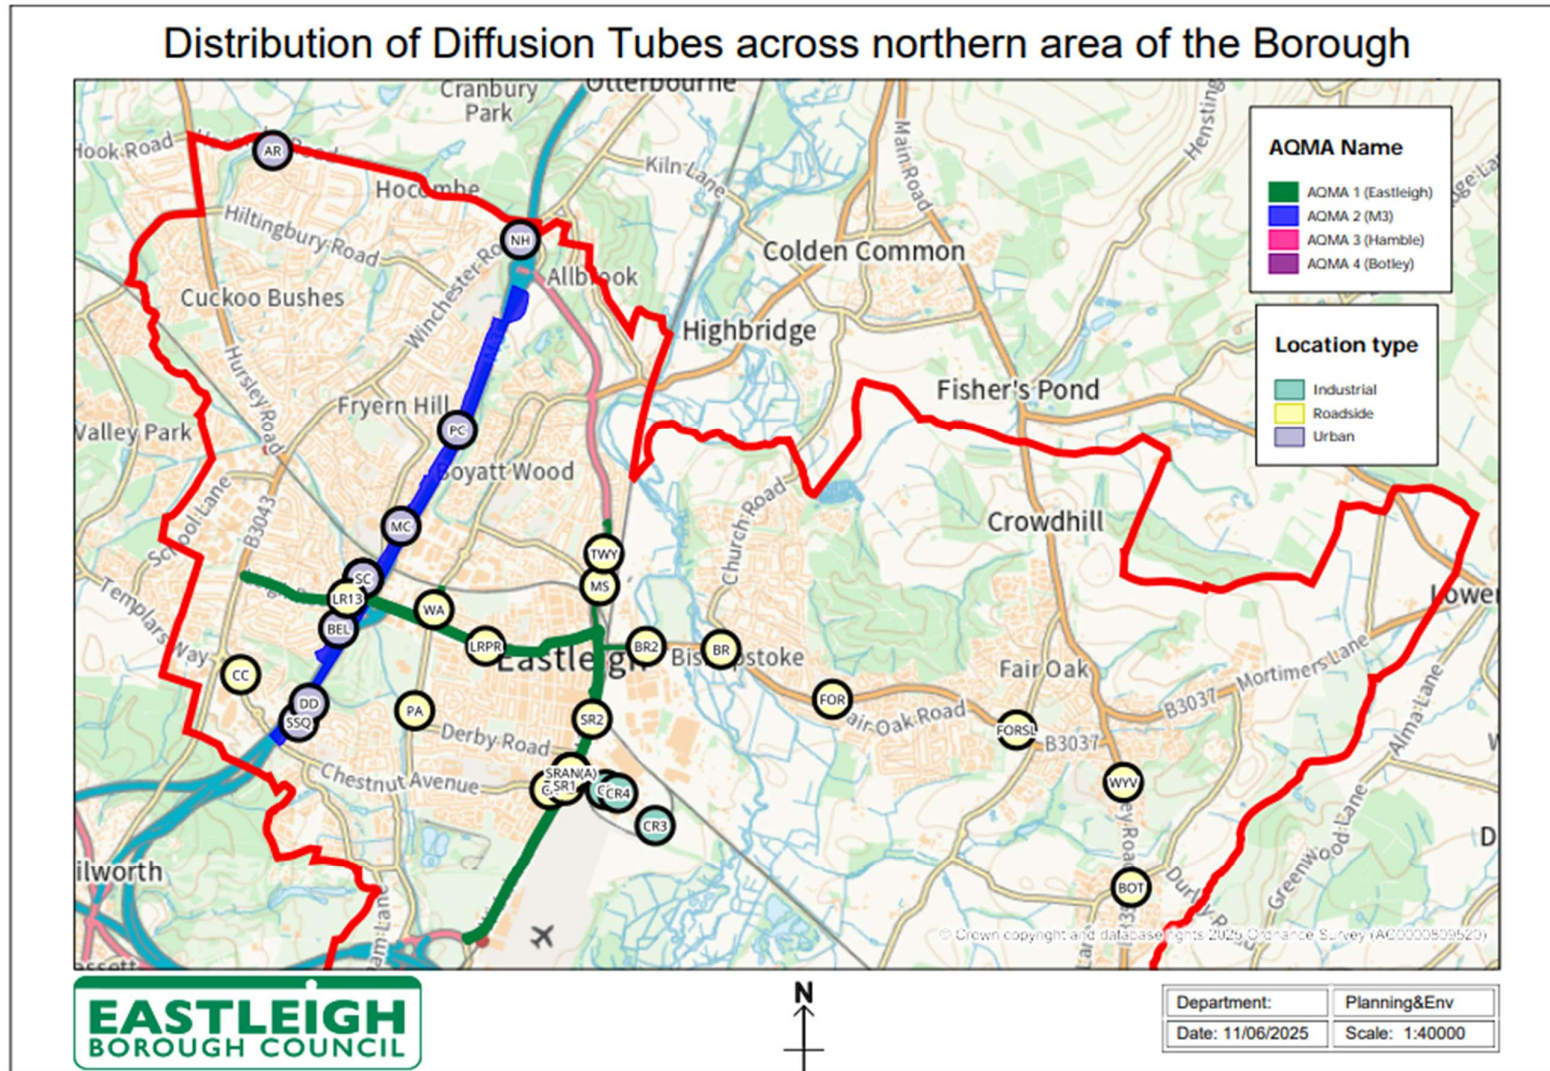 Distribution of Diffusion Tubes across northern area of the Borough
Cranbury
Park
Otterbourne
Hook Road
AR
Hocombe
Kiln Lane
Main Road
Hiltingbury Road
NH
Winchester
Allbrook
Colden Common
Cuckoo Bushes
Highbridge
Hursley Road
Fryern Hill
Fisher's Pond
Valley Park
PC
Boyatt Wood
School Lane
B3043
Church Road
Crowdhill
MC
TWY
MS
SC
LR13
WA
BEL
Templars Way
LRPR
Eastleigh
BR2
BR
Bishopstoke
Lower
CC
Fair Oak
Mortimers Lane
B3037
DD
SSQ
PA
SR2
FOR
Fair Oak Road
FORSL
B3037
Alma Lane
Derby Road
Chestnut Avenue
SRAN(A)
SR1
CR4
CR3
WYV
Greenwood Lane
BOT
ilworth
D
© Crown copyright and database rights 2025 Ordnance Survey (AC0000809520)
AQMA Name
AQMA 1 (Eastleigh)
AQMA 2 (M3)
AQMA 3 (Hamble)
AQMA 4 (Botley)
Location type
Industrial
Roadside
Urban
EASTLEIGH
BOROUGH COUNCIL
N
Department: Planning&Env
Date: 11/06/2025 Scale: 1:40000